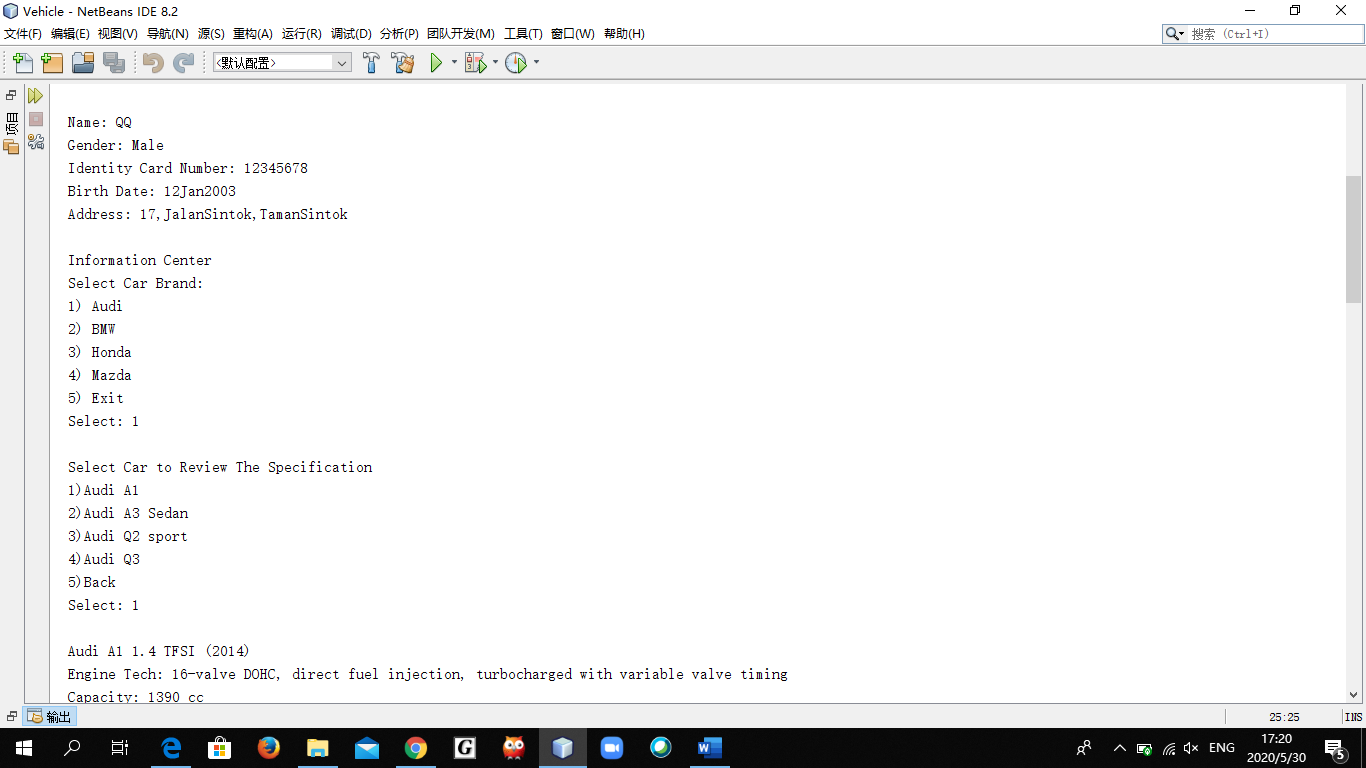 Vehicle - NetBeans IDE 8.2
文件(F) 编辑(E) 视图(V) 导航(N) 源(S) 重构(A) 运行(R) 调试(D) 分析(P) 团队开发(M) 工具(T) 窗口(W) 帮助(H)
搜索 (Ctrl+I)
<默认配置>
Name: QQ
Gender: Male
Identity Card Number: 12345678
Birth Date: 12Jan2003
Address: 17,JalanSintok,TamanSintok
Information Center
Select Car Brand:
1) Audi
2) BMW
3) Honda
4) Mazda
5) Exit
Select: 1
Select Car to Review The Specification
1)Audi A1
2)Audi A3 Sedan
3)Audi Q2 sport
4)Audi Q3
5)Back
Select: 1
Audi A1 1.4 TFSI (2014)
Engine Tech: 16-valve DOHC, direct fuel injection, turbocharged with variable valve timing
Capacity: 1390 cc
输出
25:25
INS
ENG
17:20
2020/5/30
5